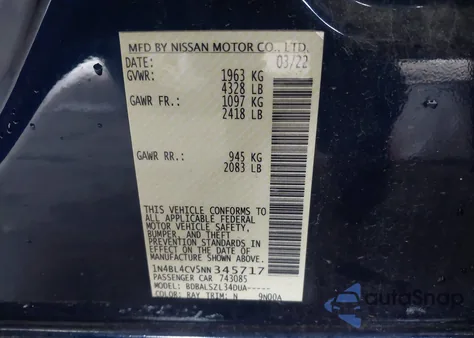 MFD BY NISSAN MOTOR CO., LTD.
DATE: 03/22
GVWR: 1963 KG
4328 LB
GAWR FR.: 1097 KG
2418 LB
GAWR RR.: 945 KG
2083 LB
THIS VEHICLE CONFORMS TO
ALL APPLICABLE FEDERAL
MOTOR VEHICLE SAFETY,
BUMPER, AND THEFT
PREVENTION STANDARDS IN
EFFECT ON THE DATE OF
MANUFACTURE SHOWN ABOVE.
1N4BL4CV5NN345717
PASSENGER CAR 743085
MODEL: BDBALSZL34DUA-----
COLOR: RAY TRIM: N 9N00A
autoSnap